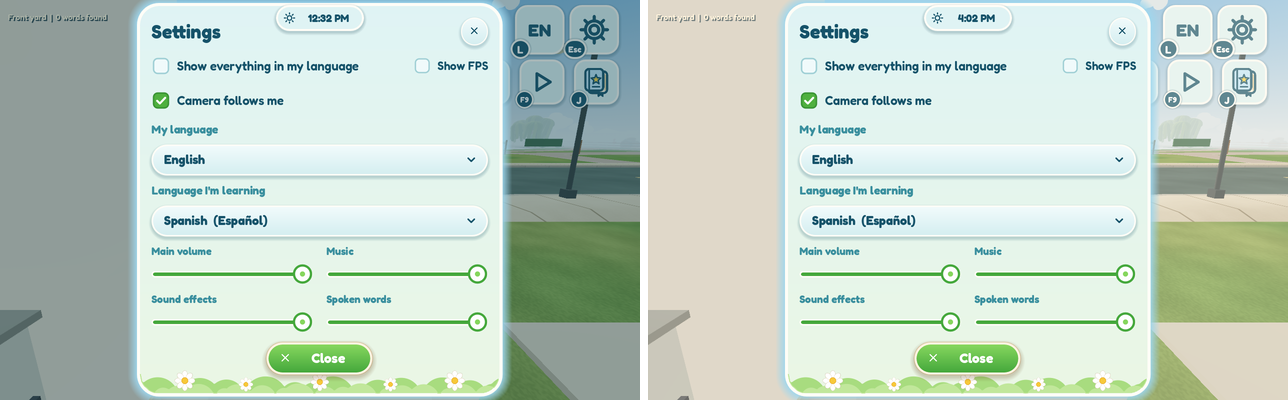 Front yard | 0 words found
12:32 PM
Settings
EN
L
Esc
Show everything in my language
Show FPS
F9
J
Camera follows me
My language
English
Language I'm learning
Spanish (Español)
Main volume
Music
Sound effects
Spoken words
Close
Front yard | 0 words found
4:02 PM
Settings
EN
L
Esc
Show everything in my language
Show FPS
F9
J
Camera follows me
My language
English
Language I'm learning
Spanish (Español)
Main volume
Music
Sound effects
Spoken words
Close